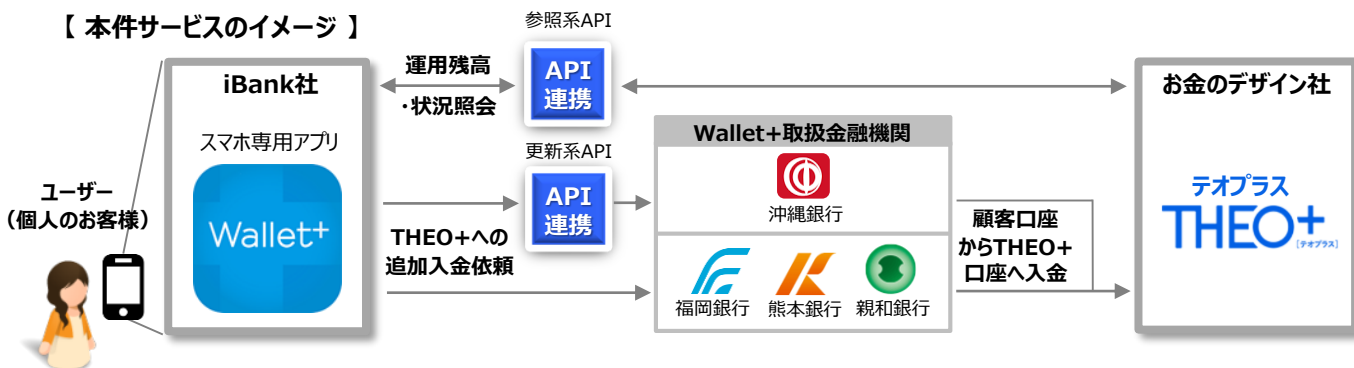 【 本件サービスのイメージ 】
参照系API
iBank社
運用残高
・状況照会
API
連携
お金のデザイン社
スマホ専用アプリ
Wallet+
ユーザー
（個人のお客様）
更新系API
API
連携
THEO+への
追加入金依頼
Wallet+取扱金融機関
沖縄銀行
福岡銀行
熊本銀行
親和銀行
顧客口座
からTHEO+
口座へ入金
テオプラス
THEO+
［テオプラス］